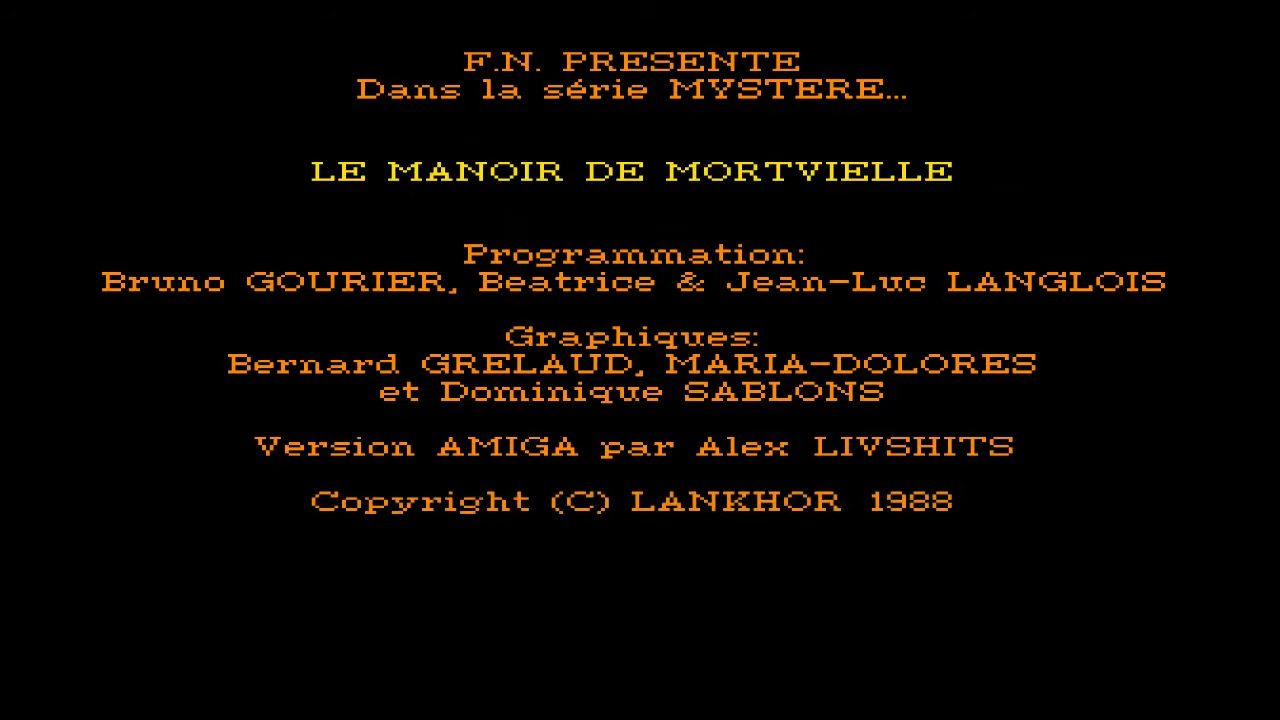 F.N. PRESENTE
Dans la série MYSTERE...
LE MANOIR DE MORTVIELLE
Programmation:
Bruno GOURIER, Beatrice & Jean-Luc LANGLOIS
Graphiques:
Bernard GRELAUD, MARIA-DOLORES
et Dominique SABLONS
Version AMIGA par Alex LIVSHITS
Copyright (C) LANKHOR 1988